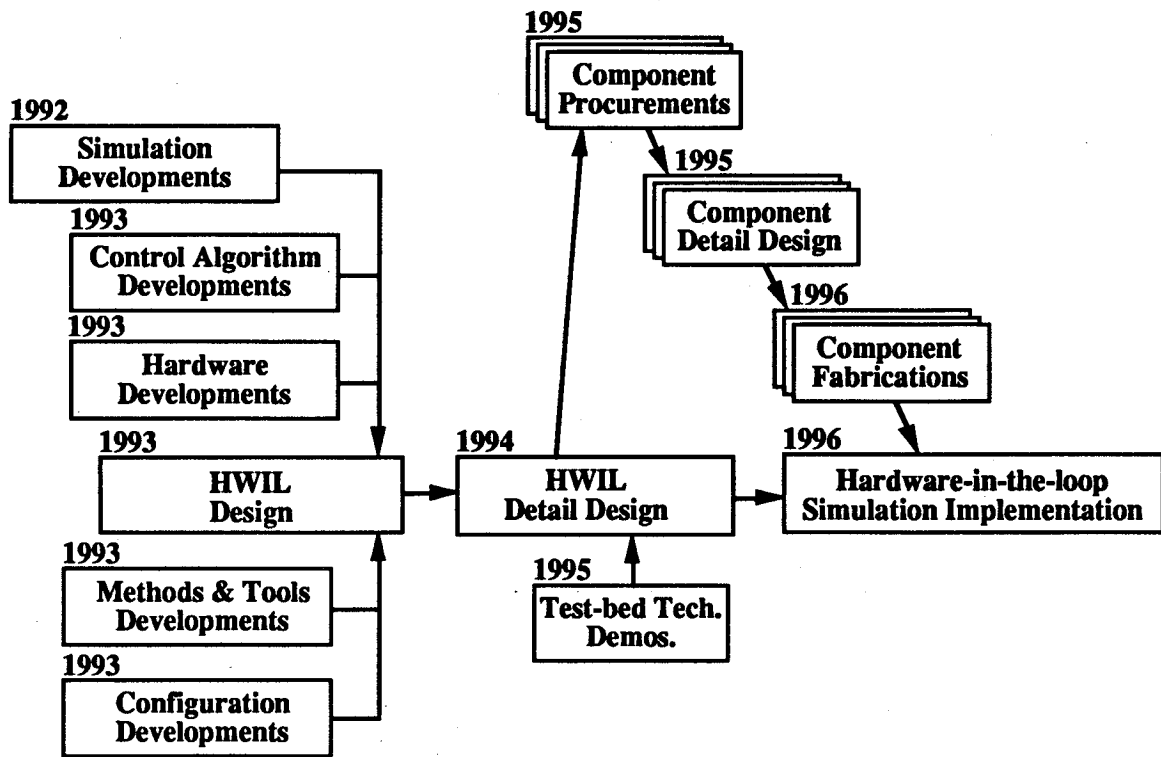 1992
Simulation
Developments
1993
Control Algorithm
Developments
1993
Hardware
Developments
1993
HWIL
Design
1993
Methods & Tools
Developments
1993
Configuration
Developments
1994
HWIL
Detail Design
1995
Test-bed Tech.
Demos.
1995
Component
Procurements
1995
Component
Detail Design
1996
Component
Fabrications
1996
Hardware-in-the-loop
Simulation Implementation